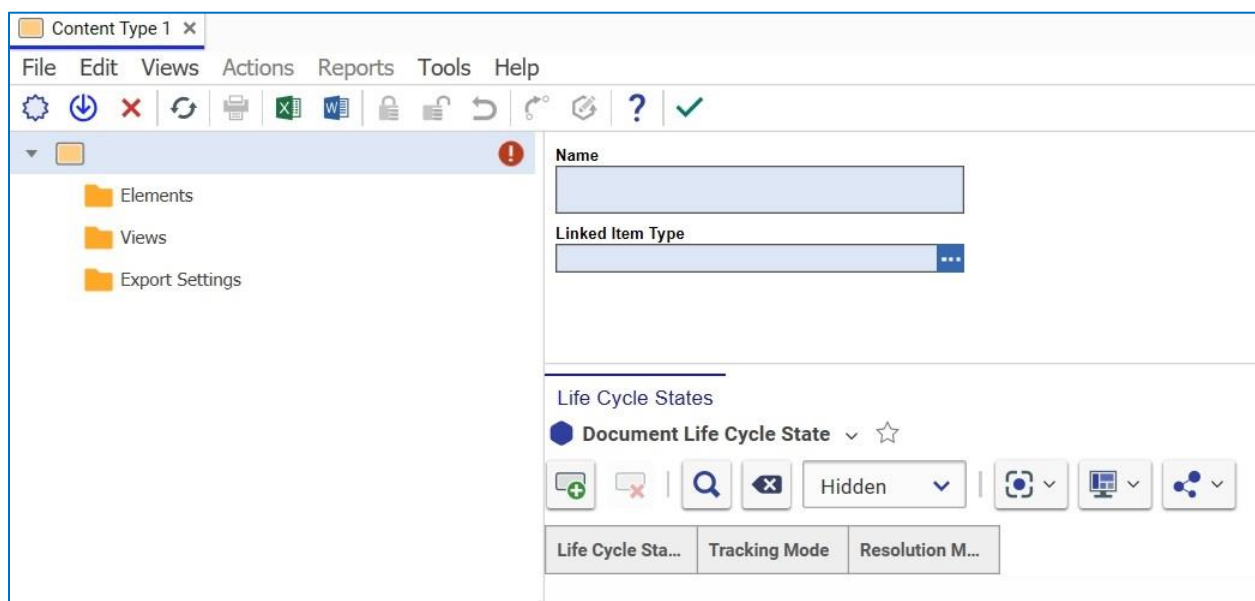 Content Type 1
File Edit Views Actions Reports Tools Help
Elements
Views
Export Settings
Name
Linked Item Type
Life Cycle States
Document Life Cycle State
Hidden
Life Cycle Sta... Tracking Mode Resolution M...